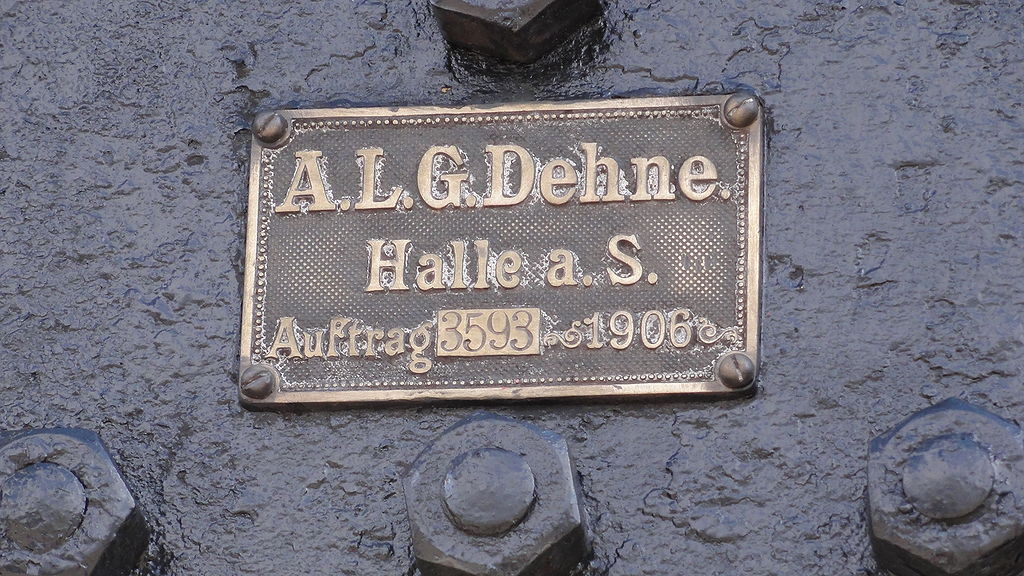 A.L.G.Dehne.
Halle a. S.
Auftrag 3593 1906